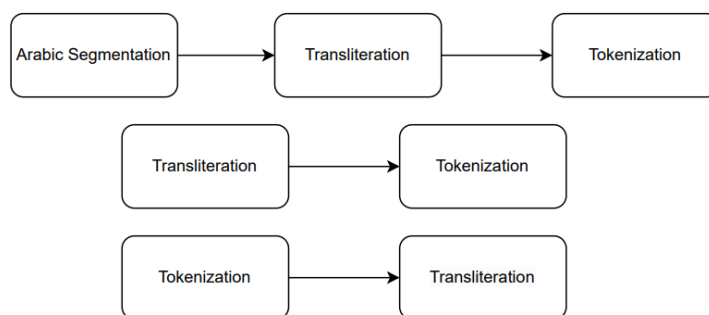 Arabic Segmentation Transliteration Tokenization
Transliteration Tokenization
Tokenization Transliteration